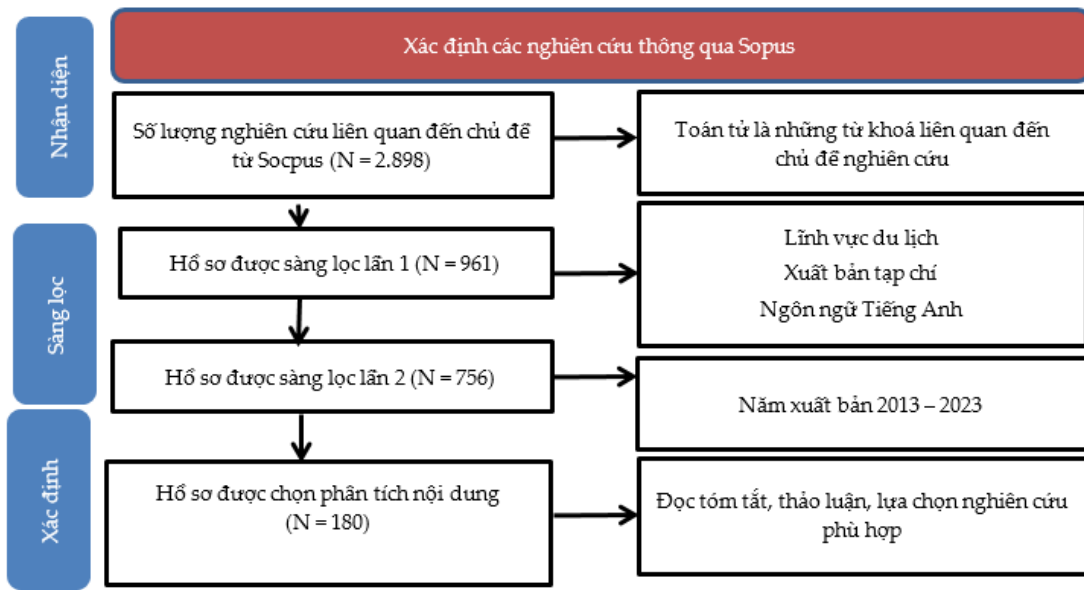 Xác định các nghiên cứu thông qua Sopus
Nhận diện
Số lượng nghiên cứu liên quan đến chủ đề
từ Socpus (N = 2.898)
Toán tử là những từ khoá liên quan đến
chủ đề nghiên cứu
Sàng lọc
Hồ sơ được sàng lọc lần 1 (N = 961)
Lĩnh vực du lịch
Xuất bản tạp chí
Ngôn ngữ Tiếng Anh
Hồ sơ được sàng lọc lần 2 (N = 756)
Năm xuất bản 2013 – 2023
Xác định
Hồ sơ được chọn phân tích nội dung
(N = 180)
Đọc tóm tắt, thảo luận, lựa chọn nghiên cứu
phù hợp